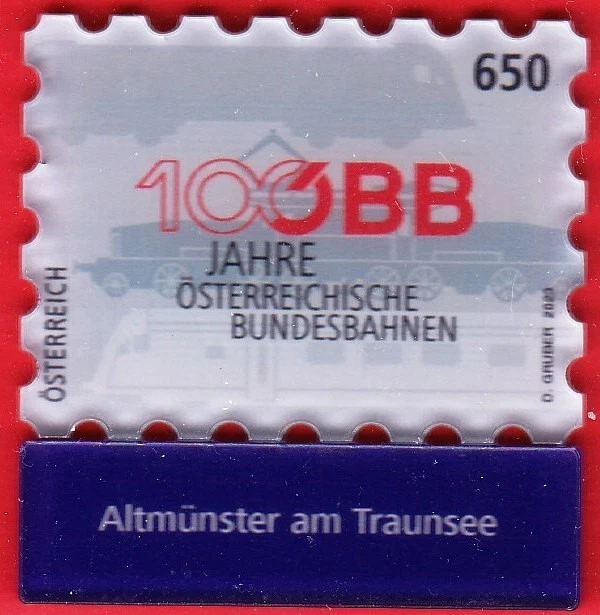 650
100ÖBB
JAHRE
ÖSTERREICHISCHE
BUNDESBAHNEN
ÖSTERREICH
D. GRUBER 2023
Altmünster am Traunsee